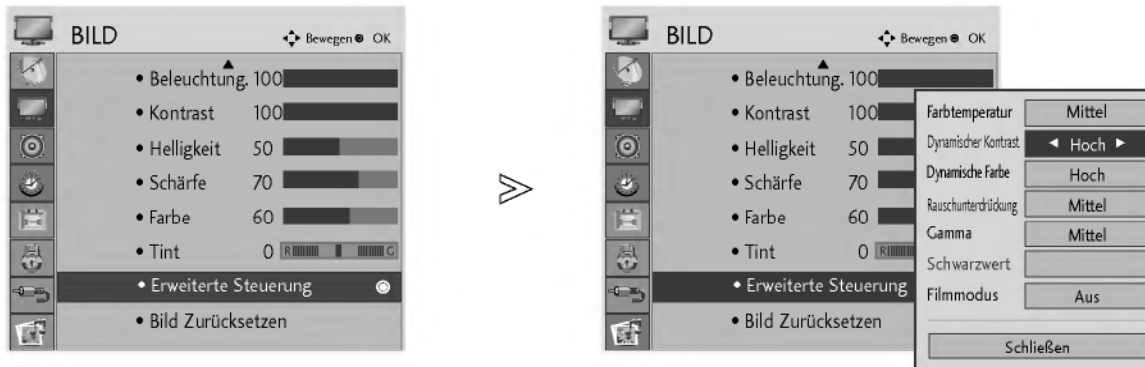 BILD Bewegen OK
• Beleuchtung. 100
• Kontrast 100
• Helligkeit 50
• Schärfe 70
• Farbe 60
• Tint 0 R G
• Erweiterte Steuerung
• Bild Zurücksetzen
>>
BILD Bewegen OK
• Beleuchtung. 100
• Kontrast 100
• Helligkeit 50
• Schärfe 70
• Farbe 60
• Tint 0 R
• Erweiterte Steuerung
• Bild Zurücksetzen
Farbtemperatur Mittel
Dynamischer Kontrast ◄ Hoch ►
Dynamische Farbe Hoch
Rauschunterdrückung Mittel
Gamma Mittel
Schwarzwert
Filmmodus Aus
Schließen